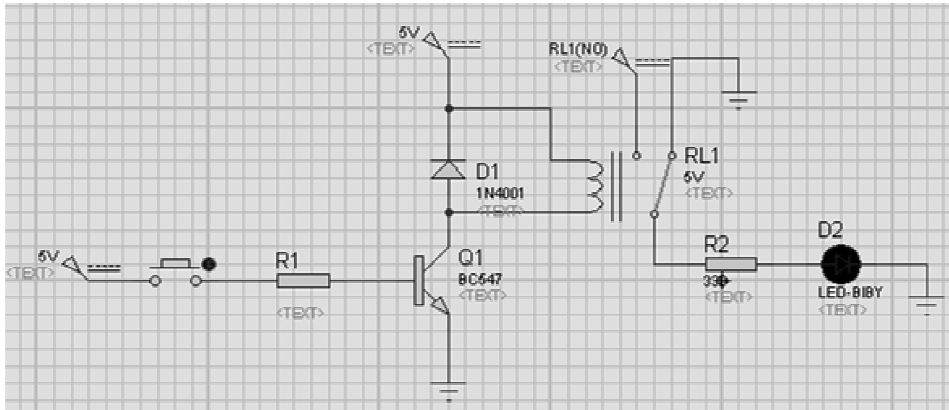 5V
<TEXT>
RL1(NO)
<TEXT>
D1
1N4001
<TEXT>
RL1
5V
<TEXT>
5V
<TEXT>
R1
<TEXT>
Q1
BC547
<TEXT>
R2
<TEXT>
D2
LED-BIBY
<TEXT>